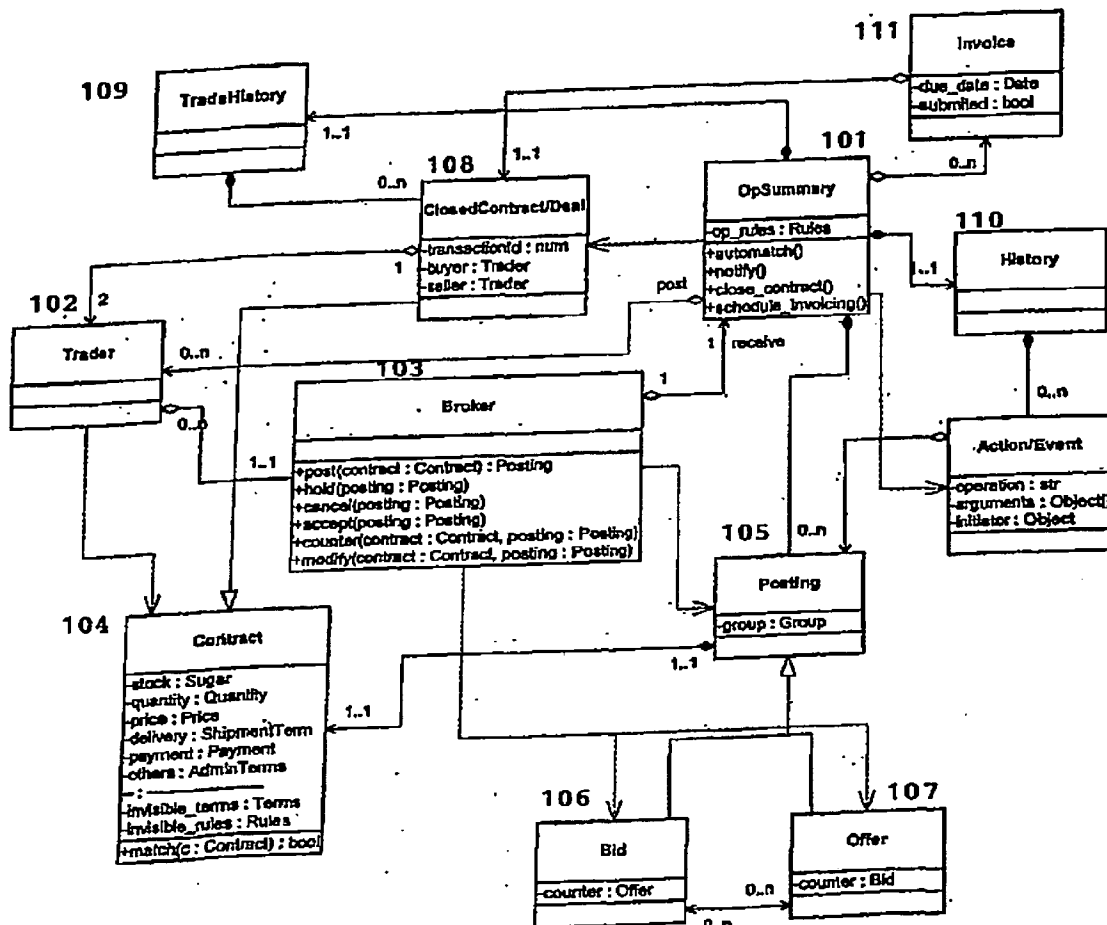 111
Invoice
-due_date : Date
-submited : bool
109
TradeHistory
1..1
101
0..n
108
1..1
0..n
ClosedContract/Deal
-transactionId : num
-buyer : Trader
-seller : Trader
OpSummary
-op_rules : Rules
+automatch()
+notify()
+close_contract()
+schedule_Invoicing()
110
History
1..1
1
2
post
102
Trader
0..n
0..n
1..1
1
receive
1
103
Broker
+post(contract : Contract) : Posting
+hold(posting : Posting)
+cancel(posting : Posting)
+accept(posting : Posting)
+counter(contract : Contract, posting : Posting)
+modify(contract : Contract, posting : Posting)
0..n
Action/Event
-operation : str
-arguments : Object[]
-initiator : Object
105
0..n
Posting
-group : Group
1..1
104
Contract
-stock : Sugar
-quantity : Quantity
-price : Price
-delivery : ShipmentTerm
-payment : Payment
-others : AdminTerms
- :
-invisible_terms : Terms
-invisible_rules : Rules
+match(c : Contract) : bool
1..1
106
Bid
-counter : Offer
107
Offer
-counter : Bid
0..n
0..n